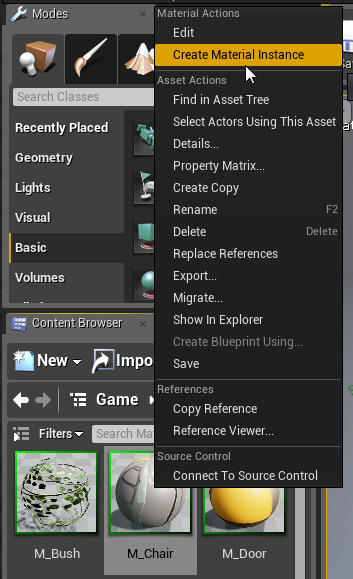 Modes
Search Classes
Recently Placed
Geometry
Lights
Visual
Basic
Volumes
Material Actions
Edit
Create Material Instance
Asset Actions
Find in Asset Tree
Select Actors Using This Asset
Details...
Property Matrix...
Create Copy
Rename F2
Delete Delete
Replace References
Export...
Migrate...
Show In Explorer
Create Blueprint Using...
Save
References
Copy Reference
Reference Viewer...
Source Control
Connect To Source Control
Content Browser
New Impo
Game
Filters Search Ma
M_Bush M_Chair M_Door